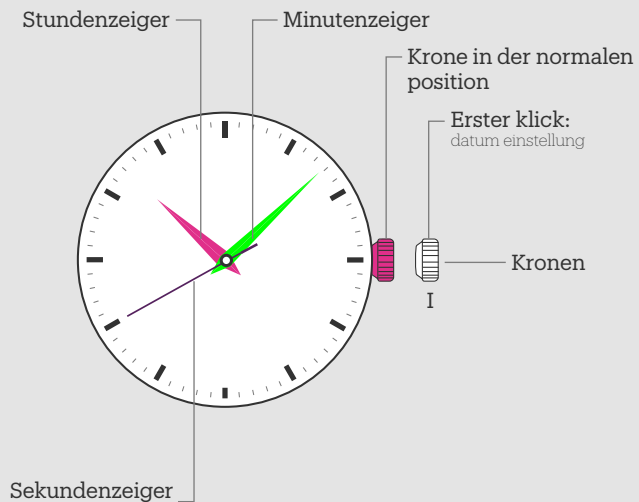 Stundenzeiger
Minutenzeiger
Krone in der normalen
position
Erster klick:
datum einstellung
Kronen
I
Sekundenzeiger